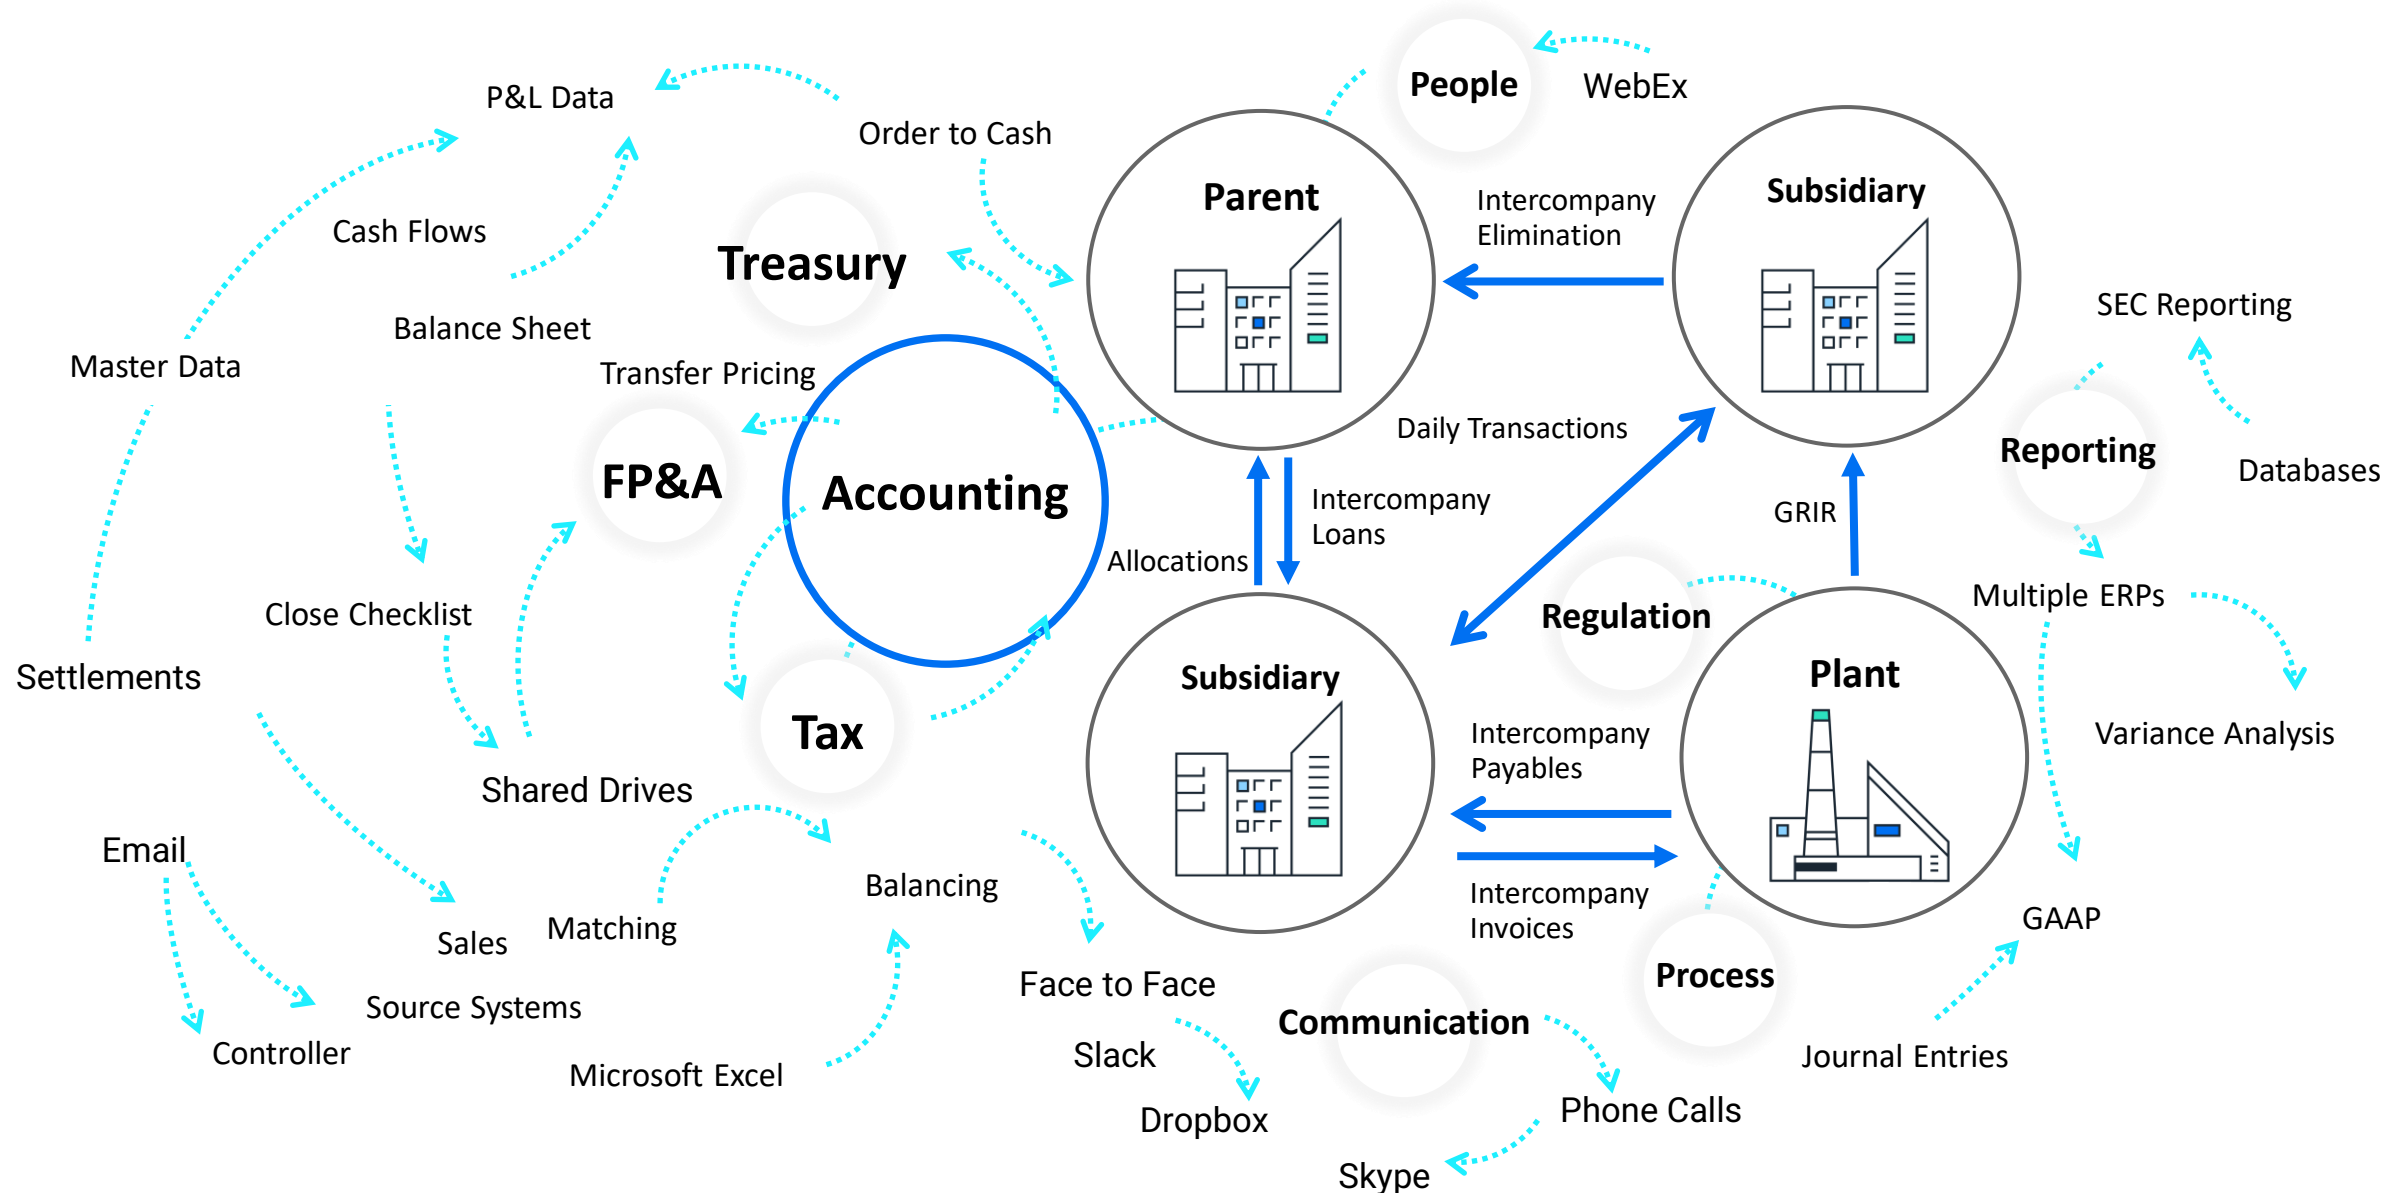 People
WebEx
P&L Data
Order to Cash
Parent
Subsidiary
Intercompany
Elimination
Cash Flows
Treasury
SEC Reporting
Balance Sheet
Master Data
Transfer Pricing
Daily Transactions
Reporting
Databases
FP&A
Accounting
Intercompany
Loans
GRIR
Allocations
Multiple ERPs
Close Checklist
Regulation
Settlements
Subsidiary
Plant
Tax
Intercompany
Payables
Variance Analysis
Shared Drives
Email
Balancing
Intercompany
Invoices
GAAP
Sales
Matching
Face to Face
Process
Source Systems
Communication
Controller
Slack
Journal Entries
Microsoft Excel
Dropbox
Phone Calls
Skype